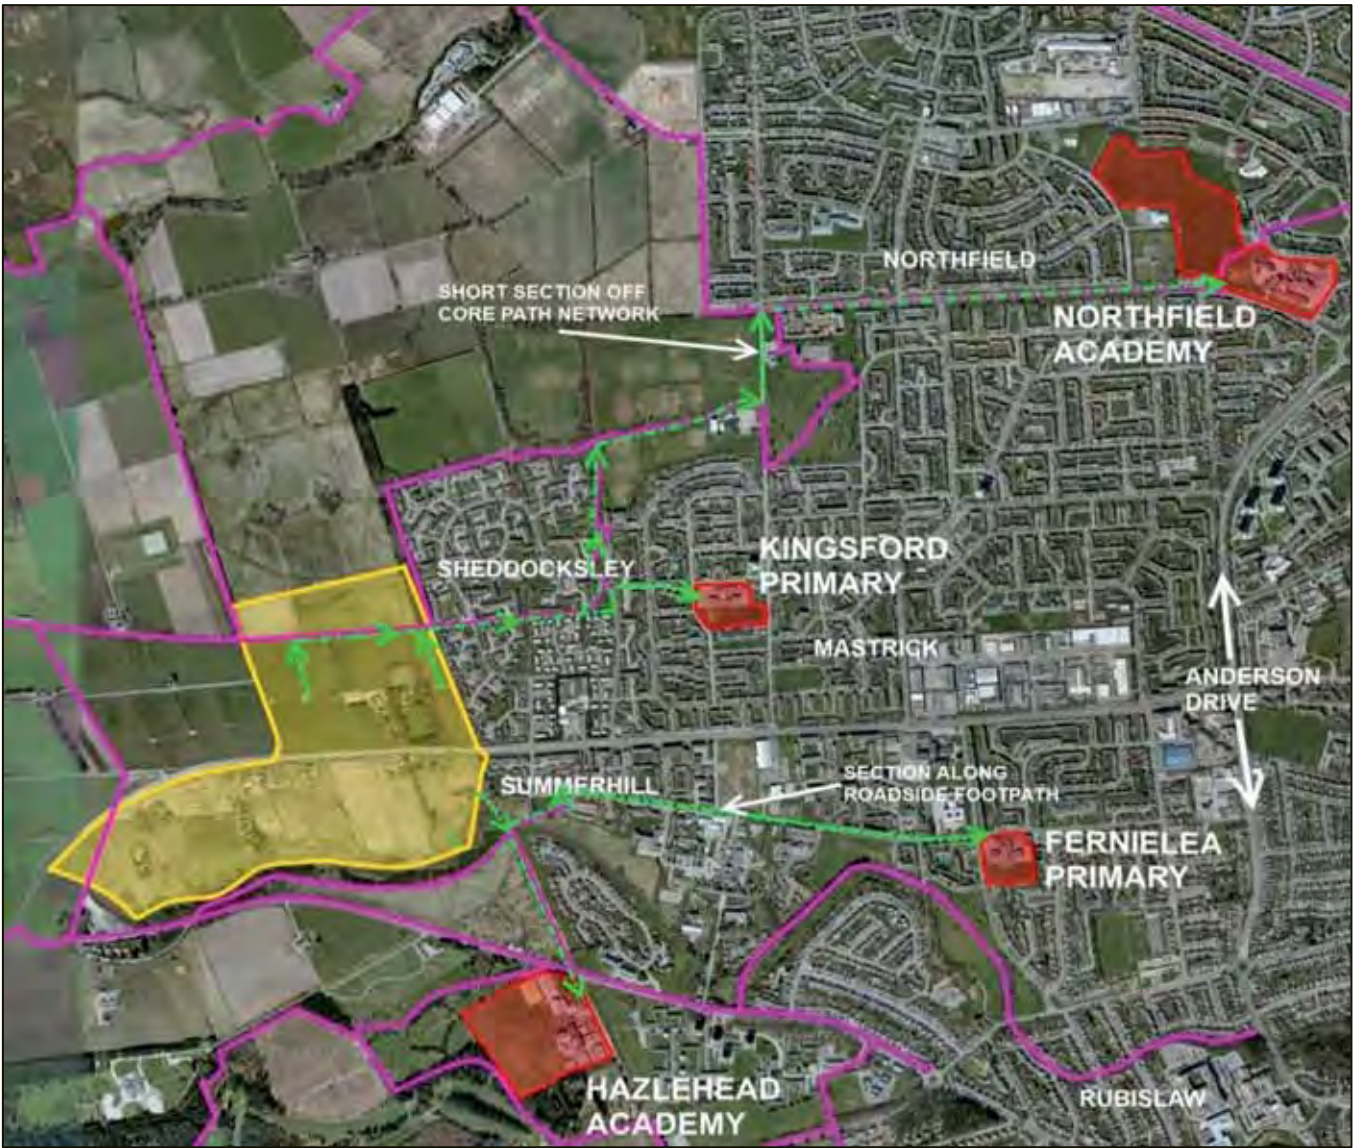 NORTHFIELD
SHORT SECTION OFF
CORE PATH NETWORK
NORTHFIELD
ACADEMY
SHEDDOCKSLEY
KINGSFORD
PRIMARY
MASTRICK
ANDERSON
DRIVE
SUMMERHILL
SECTION ALONG
ROADSIDE FOOTPATH
FERNIELEA
PRIMARY
HAZLEHEAD
ACADEMY
RUBISLAW